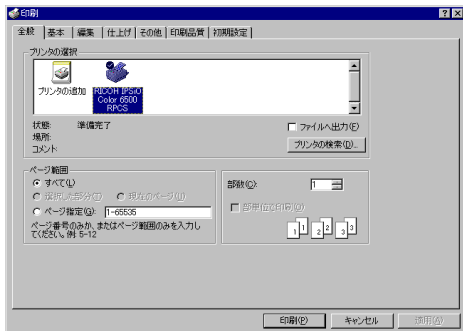 印刷
全般 基本 編集 仕上げ その他 印刷品質 初期設定
プリンタの選択
プリンタの追加
RICOH IPSiO
Color 6500
RPCS
状態: 準備完了
場所:
コメント:
ファイルへ出力(F)
プリンタの検索(D)...
ページ範囲
すべて(L)
選択した部分(T) 現在のページ(U)
ページ指定(G): 1-65535
ページ番号のみか、またはページ範囲のみを入力し
てください。例: 5-12
部数(C): 1
部単位で印刷(O)
1 1 2 2 3 3
印刷(P) キャンセル 適用(A)